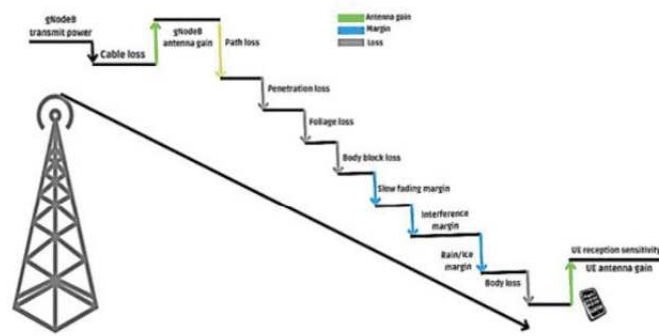 gNodeB
transmit power
Cable loss
gNodeB
antenna gain
Path loss
Antenna gain
Margin
Loss
Penetration loss
Foliage loss
Body block loss
Slow fading margin
Interference
margin
Rain/Ice
margin
Body loss
UE reception sensitivity
UE antenna gain